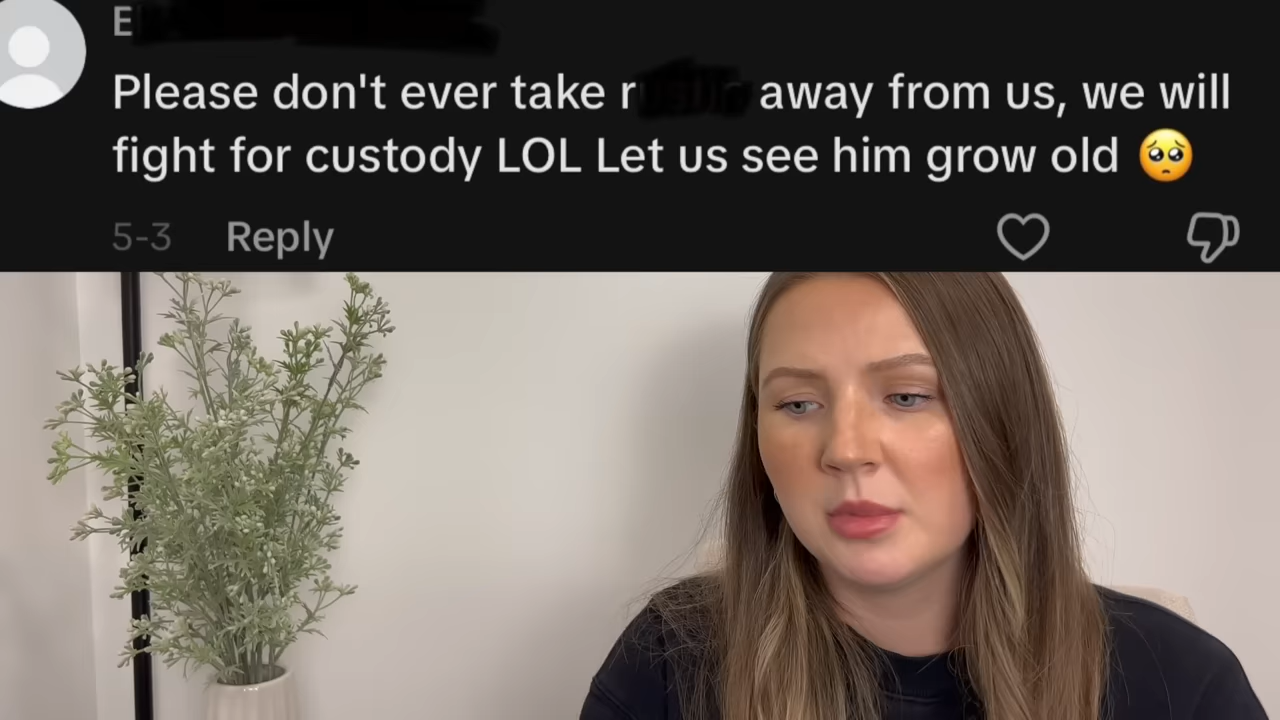 E
Please don't ever take r away from us, we will
fight for custody LOL Let us see him grow old 🥺
5-3 Reply